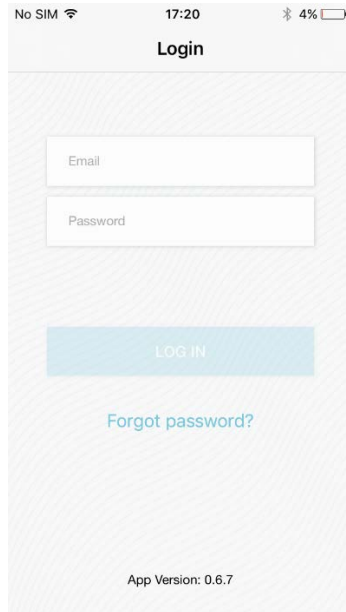 No SIM 17:20 4%
Login
Email
Password
LOG IN
Forgot password?
App Version: 0.6.7